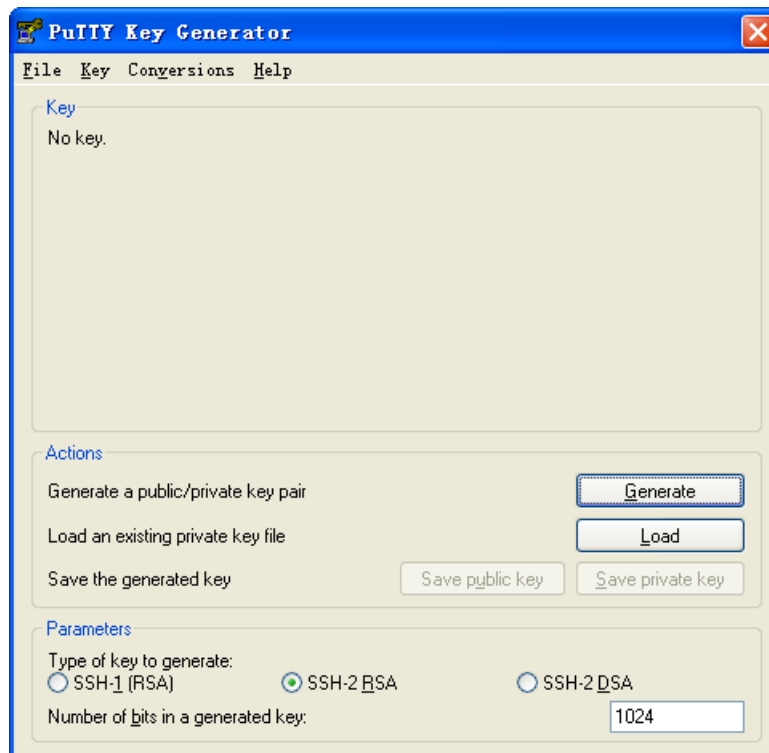 PuTTY Key Generator
File Key Conversions Help
Key
No key.
Actions
Generate a public/private key pair Generate
Load an existing private key file Load
Save the generated key Save public key Save private key
Parameters
Type of key to generate:
SSH-1 (RSA) SSH-2 RSA SSH-2 DSA
Number of bits in a generated key: 1024